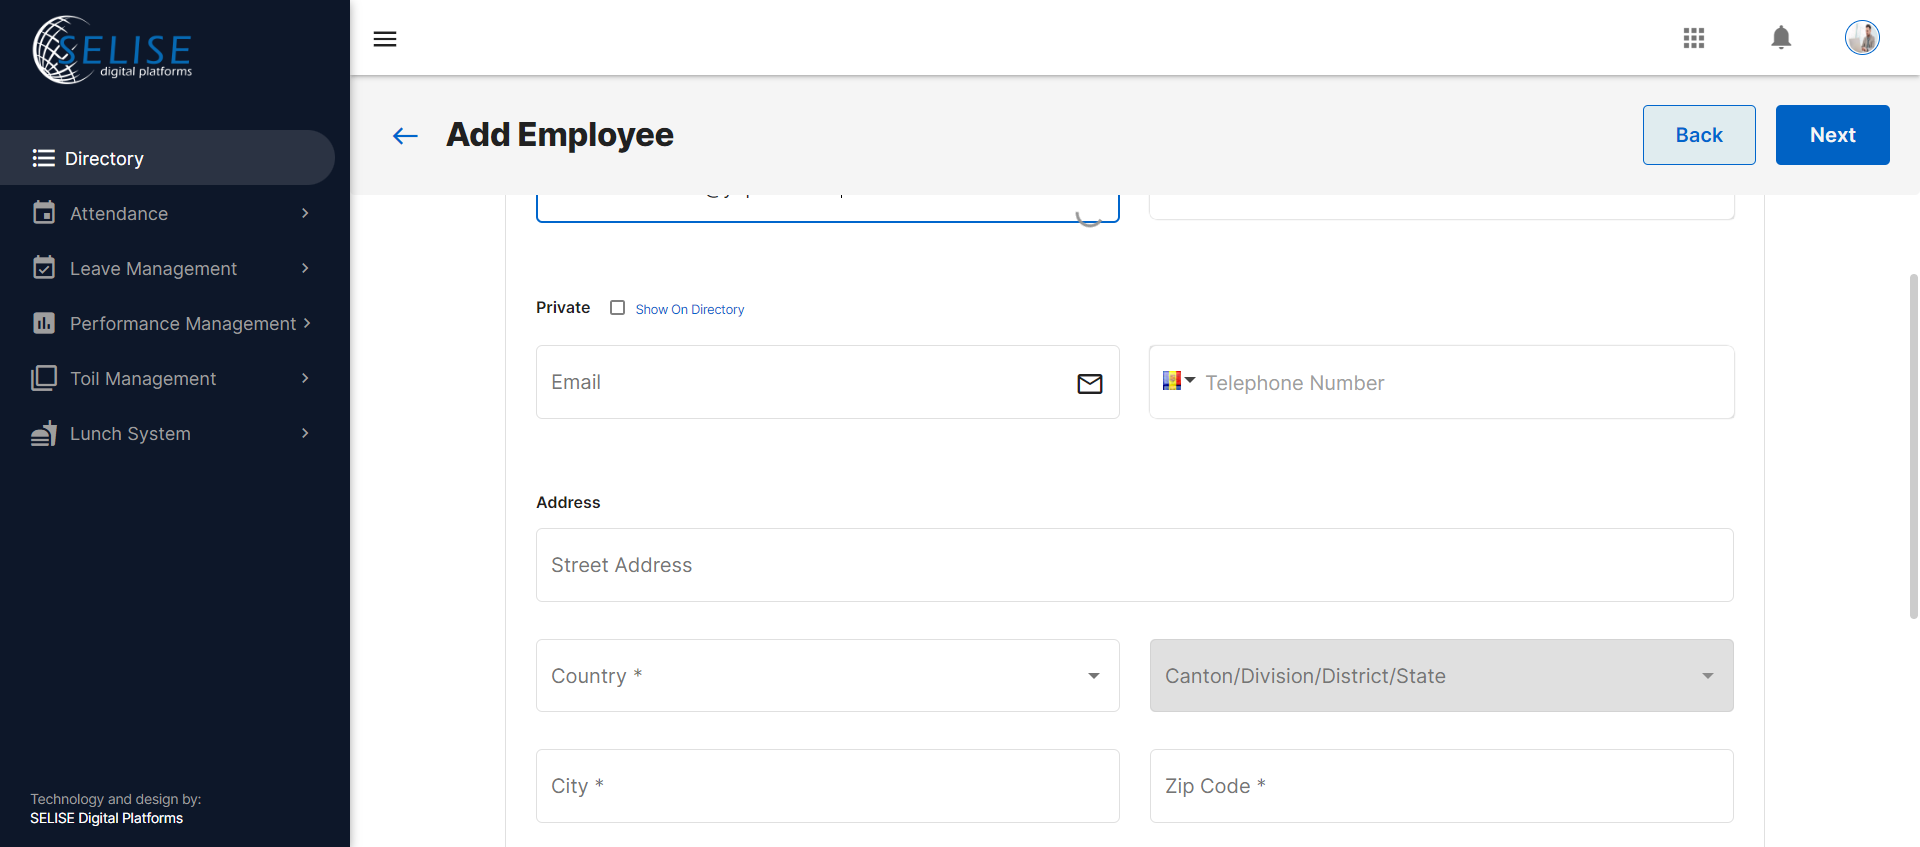 SELISE
digital platforms
Directory
Attendance
Leave Management
Performance Management
Toil Management
Lunch System
Technology and design by:
SELISE Digital Platforms
Add Employee
Back
Next
Private
Show On Directory
Email
Telephone Number
Address
Street Address
Country *
Canton/Division/District/State
City *
Zip Code *